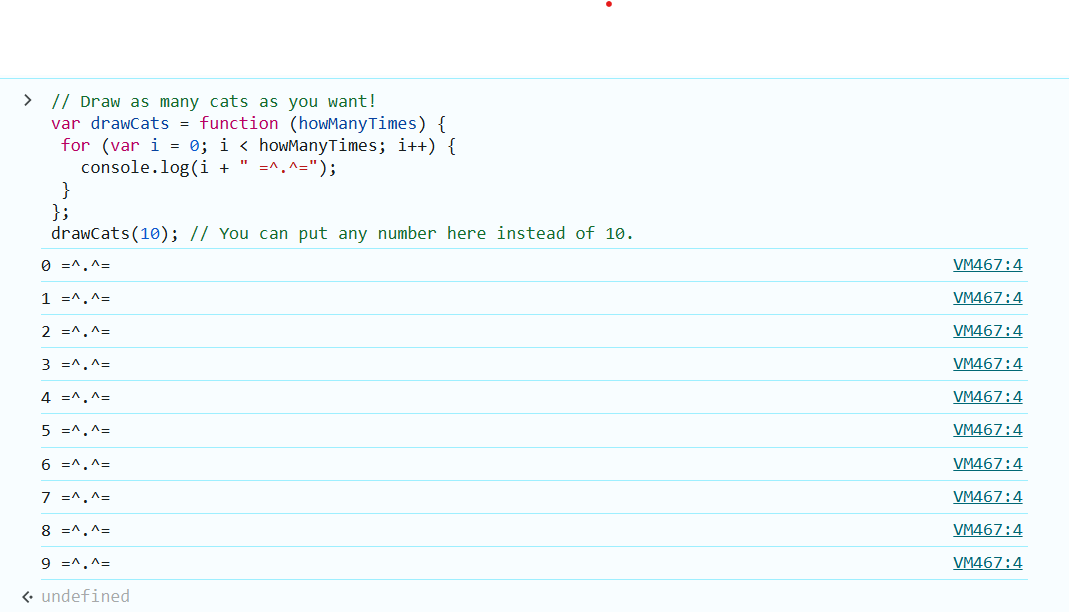 // Draw as many cats as you want!
var drawCats = function (howManyTimes) {
for (var i = 0; i < howManyTimes; i++) {
console.log(i + " =^.^=");
}
};
drawCats(10); // You can put any number here instead of 10.
0 =^.^= VM467:4
1 =^.^= VM467:4
2 =^.^= VM467:4
3 =^.^= VM467:4
4 =^.^= VM467:4
5 =^.^= VM467:4
6 =^.^= VM467:4
7 =^.^= VM467:4
8 =^.^= VM467:4
9 =^.^= VM467:4
undefined